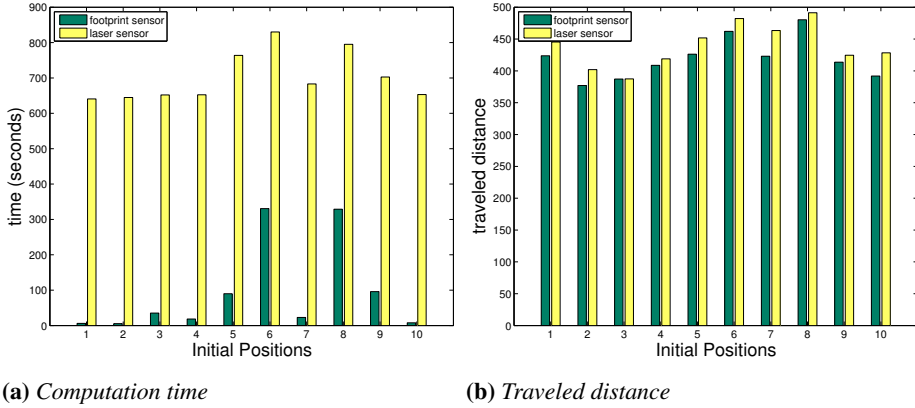 900
800
700
600
500
400
300
200
100
0
time (seconds)
footprint sensor
laser sensor
1 2 3 4 5 6 7 8 9 10
Initial Positions
(a) Computation time
500
450
400
350
300
250
200
150
100
50
0
traveled distance
footprint sensor
laser sensor
1 2 3 4 5 6 7 8 9 10
Initial Positions
(b) Traveled distance